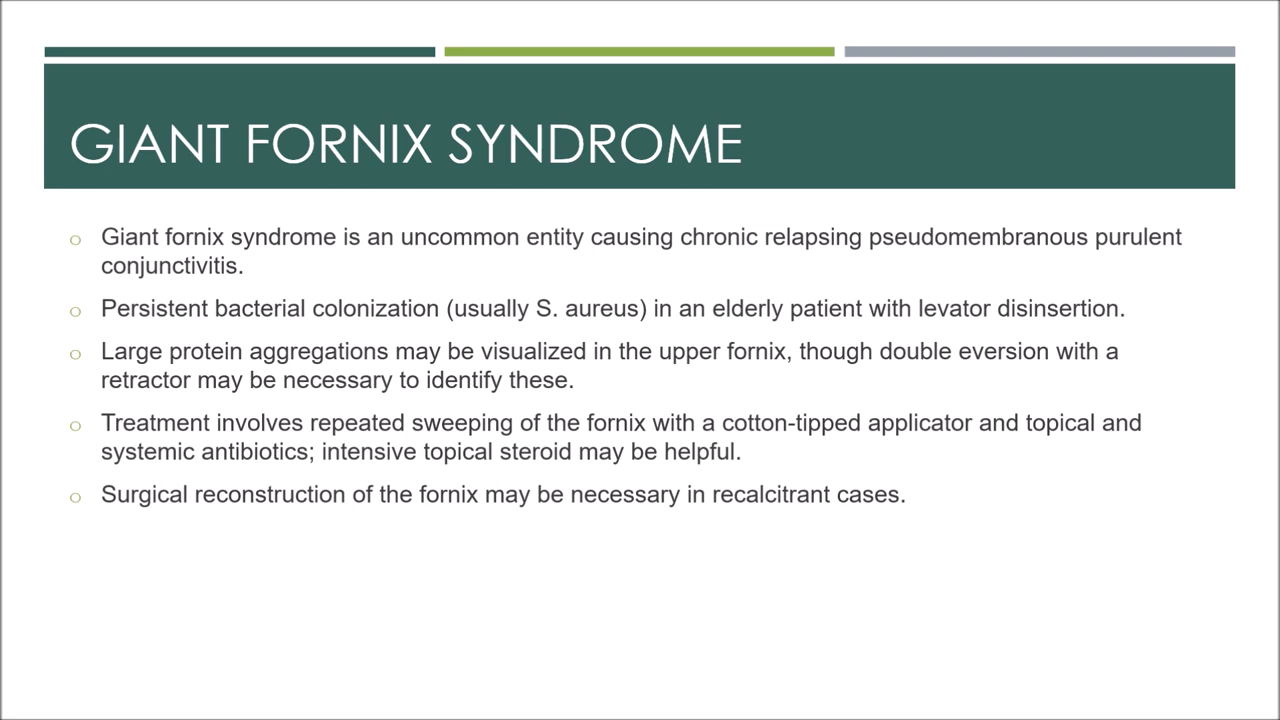 GIANT FORNIX SYNDROME
o Giant fornix syndrome is an uncommon entity causing chronic relapsing pseudomembranous purulent
conjunctivitis.
o Persistent bacterial colonization (usually S. aureus) in an elderly patient with levator disinsertion.
o Large protein aggregations may be visualized in the upper fornix, though double eversion with a
retractor may be necessary to identify these.
o Treatment involves repeated sweeping of the fornix with a cotton-tipped applicator and topical and
systemic antibiotics; intensive topical steroid may be helpful.
o Surgical reconstruction of the fornix may be necessary in recalcitrant cases.